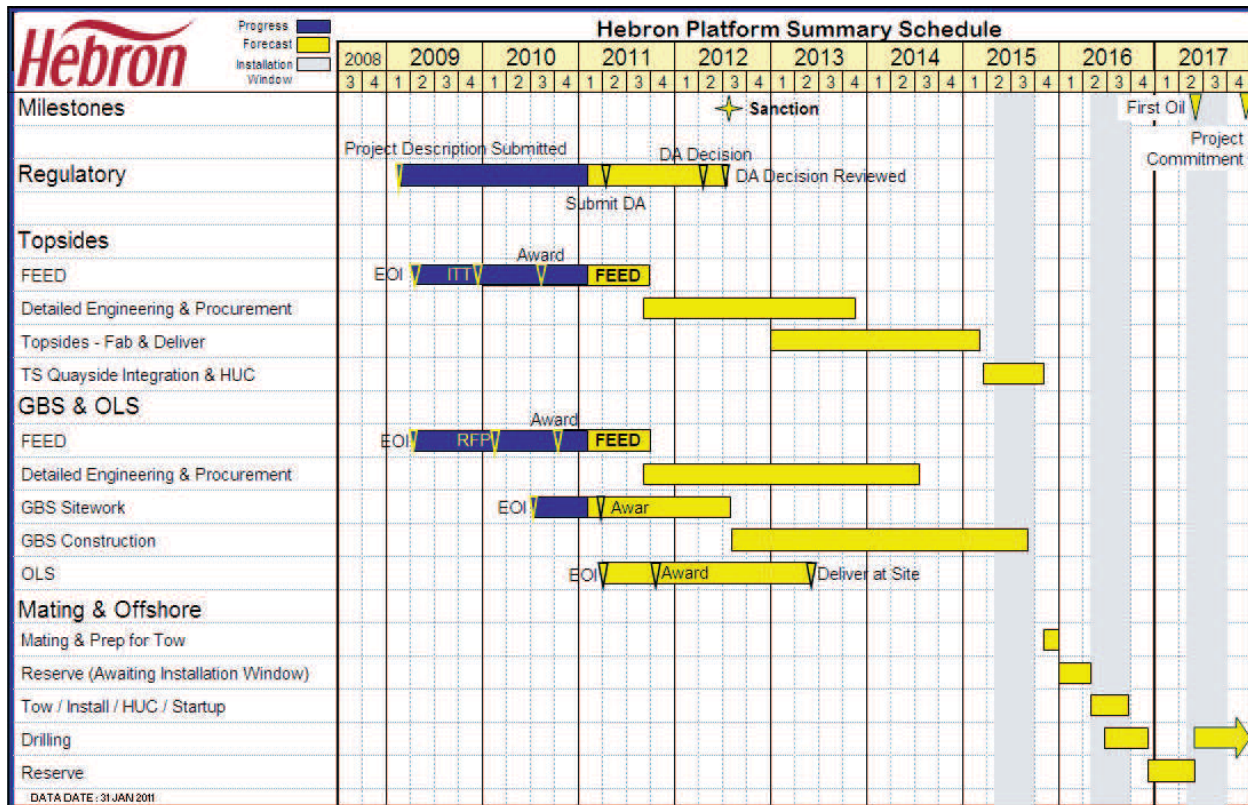 Hebron
Progress
Forecast
Installation
Window
Hebron Platform Summary Schedule
2008 2009 2010 2011 2012 2013 2014 2015 2016 2017
3 4 1 2 3 4 1 2 3 4 1 2 3 4 1 2 3 4 1 2 3 4 1 2 3 4 1 2 3 4 1 2 3 4 1 2 3 4
Milestones
Sanction
First Oil
Project
Commitment
Project Description Submitted
DA Decision
Regulatory
DA Decision Reviewed
Submit DA
Topsides
Award
FEED
EOI
ITT
FEED
Detailed Engineering & Procurement
Topsides - Fab & Deliver
TS Quayside Integration & HUC
GBS & OLS
Award
FEED
EOI
RFP
FEED
Detailed Engineering & Procurement
GBS Sitework
EOI
Awar
GBS Construction
OLS
EOI
Award
Deliver at Site
Mating & Offshore
Mating & Prep for Tow
Reserve (Awaiting Installation Window)
Tow / Install / HUC / Startup
Drilling
Reserve
DATA DATE : 31 JAN 2011